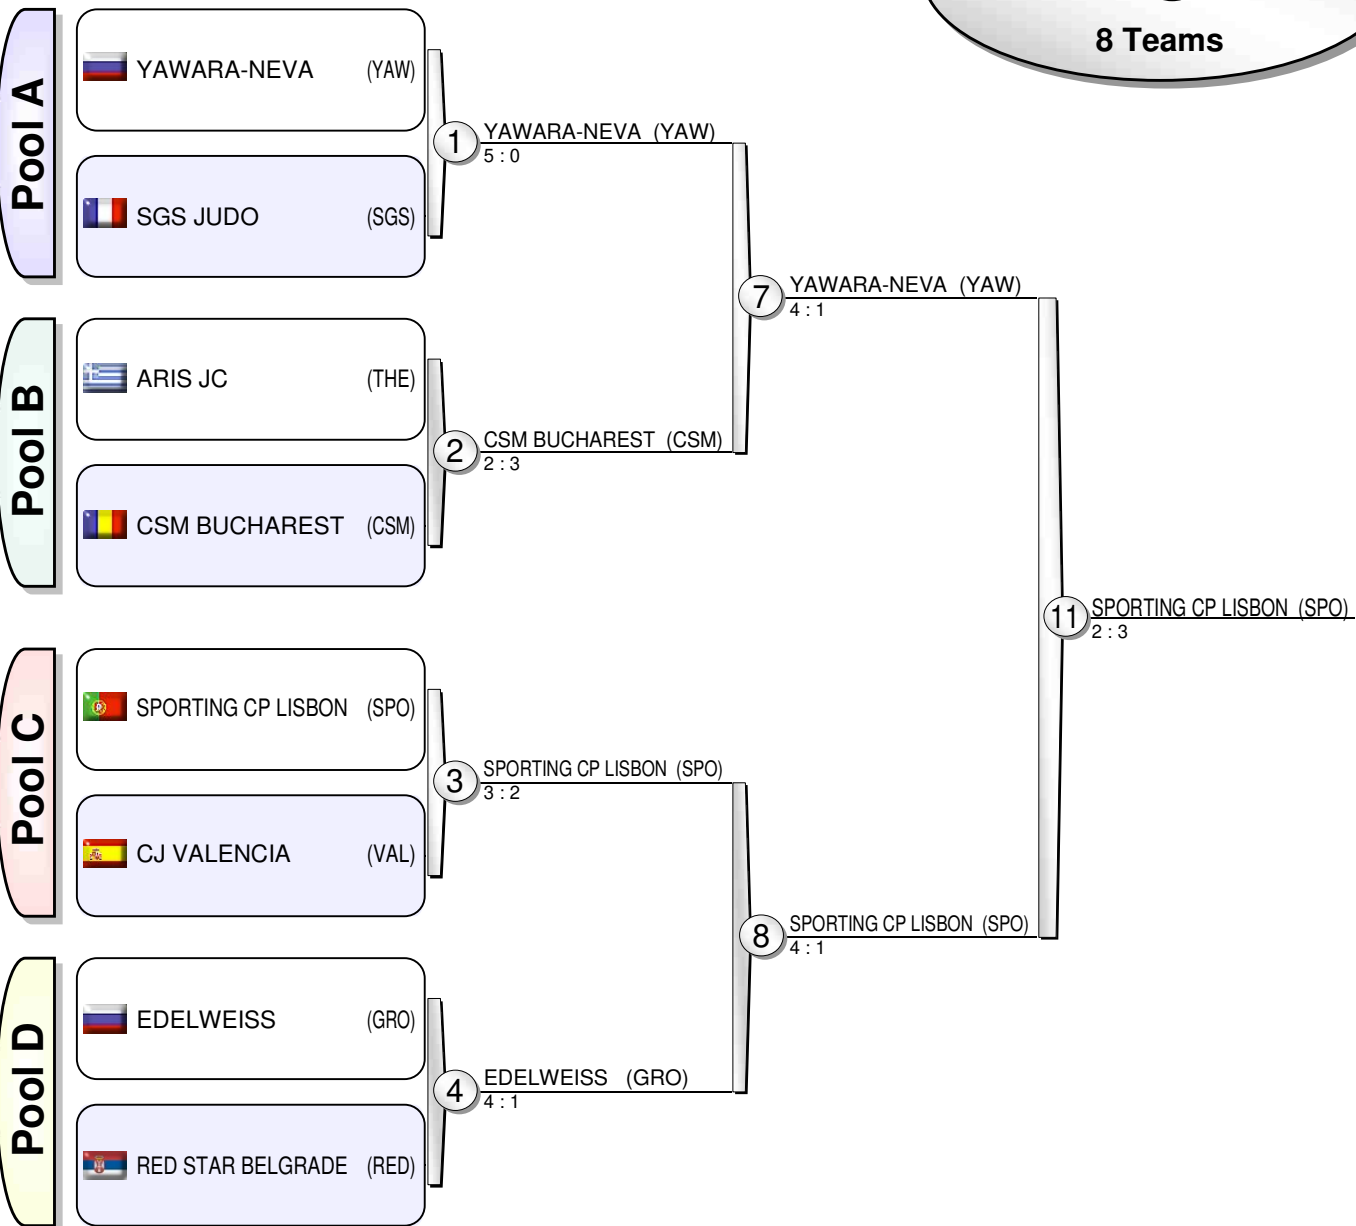 8 Teams
Pool A
YAWARA-NEVA (YAW)
SGS JUDO (SGS)
1
YAWARA-NEVA (YAW)
5 : 0
Pool B
ARIS JC (THE)
CSM BUCHAREST (CSM)
2
CSM BUCHAREST (CSM)
2 : 3
7
YAWARA-NEVA (YAW)
4 : 1
Pool C
SPORTING CP LISBON (SPO)
CJ VALENCIA (VAL)
3
SPORTING CP LISBON (SPO)
3 : 2
Pool D
EDELWEISS (GRO)
RED STAR BELGRADE (RED)
4
EDELWEISS (GRO)
4 : 1
8
SPORTING CP LISBON (SPO)
4 : 1
11
SPORTING CP LISBON (SPO)
2 : 3